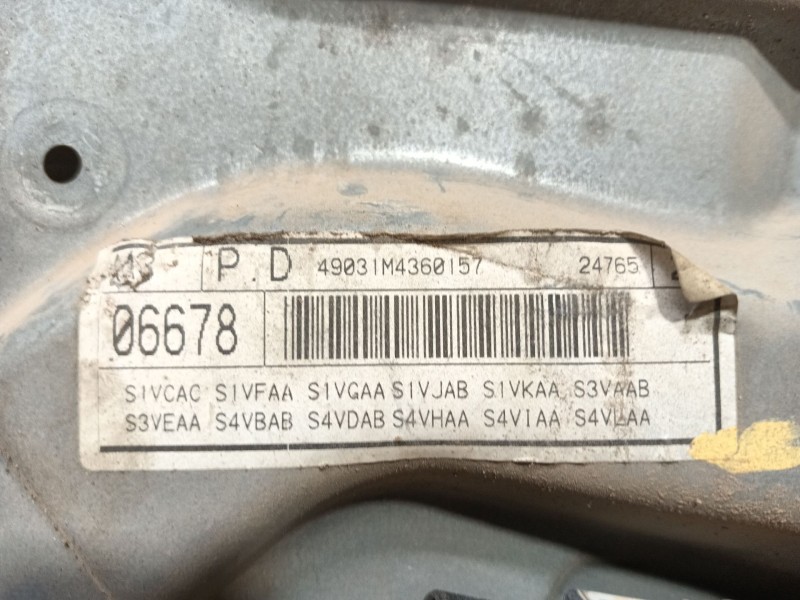 P.D 49031M4360157 24765
06678
S1VCAC S1VFAA S1VGAA S1VJAB S1VKAA S3VAAB
S3VEAA S4VBAB S4VDAB S4VHAA S4VIAA S4VLAA